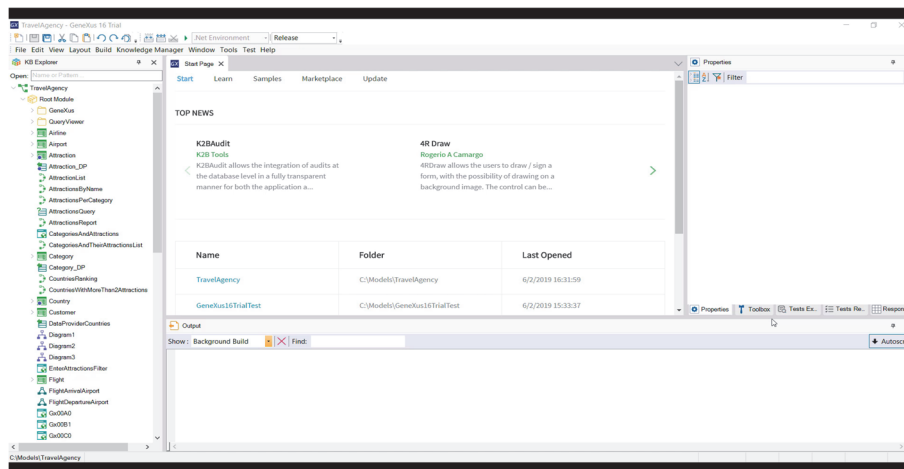 TravelAgency - GeneXus 16 Trial
.Net Environment Release
File Edit View Layout Build Knowledge Manager Window Tools Test Help
KB Explorer
Open: Name or Pattern...
TravelAgency
Root Module
GeneXus
QueryViewer
Airline
Airport
Attraction
Attraction_DP
AttractionList
AttractionsByName
AttractionsPerCategory
AttractionsQuery
AttractionsReport
CategoriesAndAttractions
CategoriesAndTheirAttractionsList
Category
Category_DP
CountriesRanking
CountriesWithMoreThan2Attractions
Country
Customer
DataProviderCountries
Diagram1
Diagram2
Diagram3
EnterAttractionsFilter
Flight
FlightArrivalAirport
FlightDepartureAirport
Gx00A0
Gx00B1
Gx00C0
C:\Models\TravelAgency
Start Page
Start Learn Samples Marketplace Update
TOP NEWS
K2BAudit
K2B Tools
K2BAudit allows the integration of audits at
the database level in a fully transparent
manner for both the application a...
4R Draw
Rogerio A Camargo
4RDraw allows the users to draw / sign a
form, with the possibility of drawing on a
background image. The control can be...
Name Folder Last Opened
TravelAgency C:\Models\TravelAgency 6/2/2019 16:31:59
GeneXus16TrialTest C:\Models\GeneXus16TrialTest 6/2/2019 15:33:37
Output
Show: Background Build Find:
Autoscr
Properties
Filter
Properties Toolbox Tests Ex.. Tests Re.. Respon